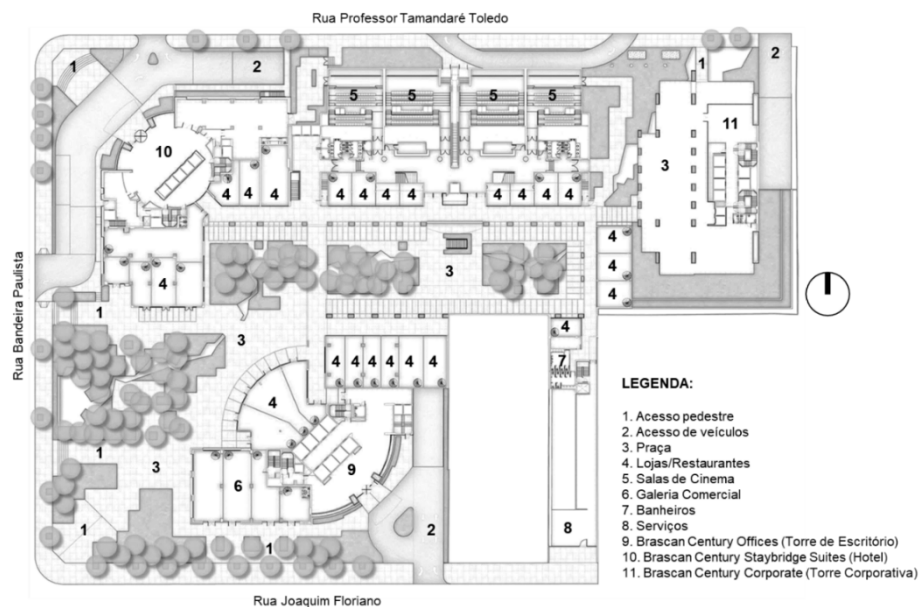 Rua Professor Tamandaré Toledo
1 2 1 2
5 5 5 5
11
10 3
4 4 4 4 4 4 4 4 4 4 4
4
4 3 4
4
Rua Bandeira Paulista
1
3 4
4 4 4 4 4 4 7
4
1
3 6 9
1 2 8
1
Rua Joaquim Floriano
LEGENDA:
1. Acesso pedestre
2. Acesso de veículos
3. Praça
4. Lojas/Restaurantes
5. Salas de Cinema
6. Galeria Comercial
7. Banheiros
8. Serviços
9. Brascan Century Offices (Torre de Escritório)
10. Brascan Century Staybridge Suites (Hotel)
11. Brascan Century Corporate (Torre Corporativa)